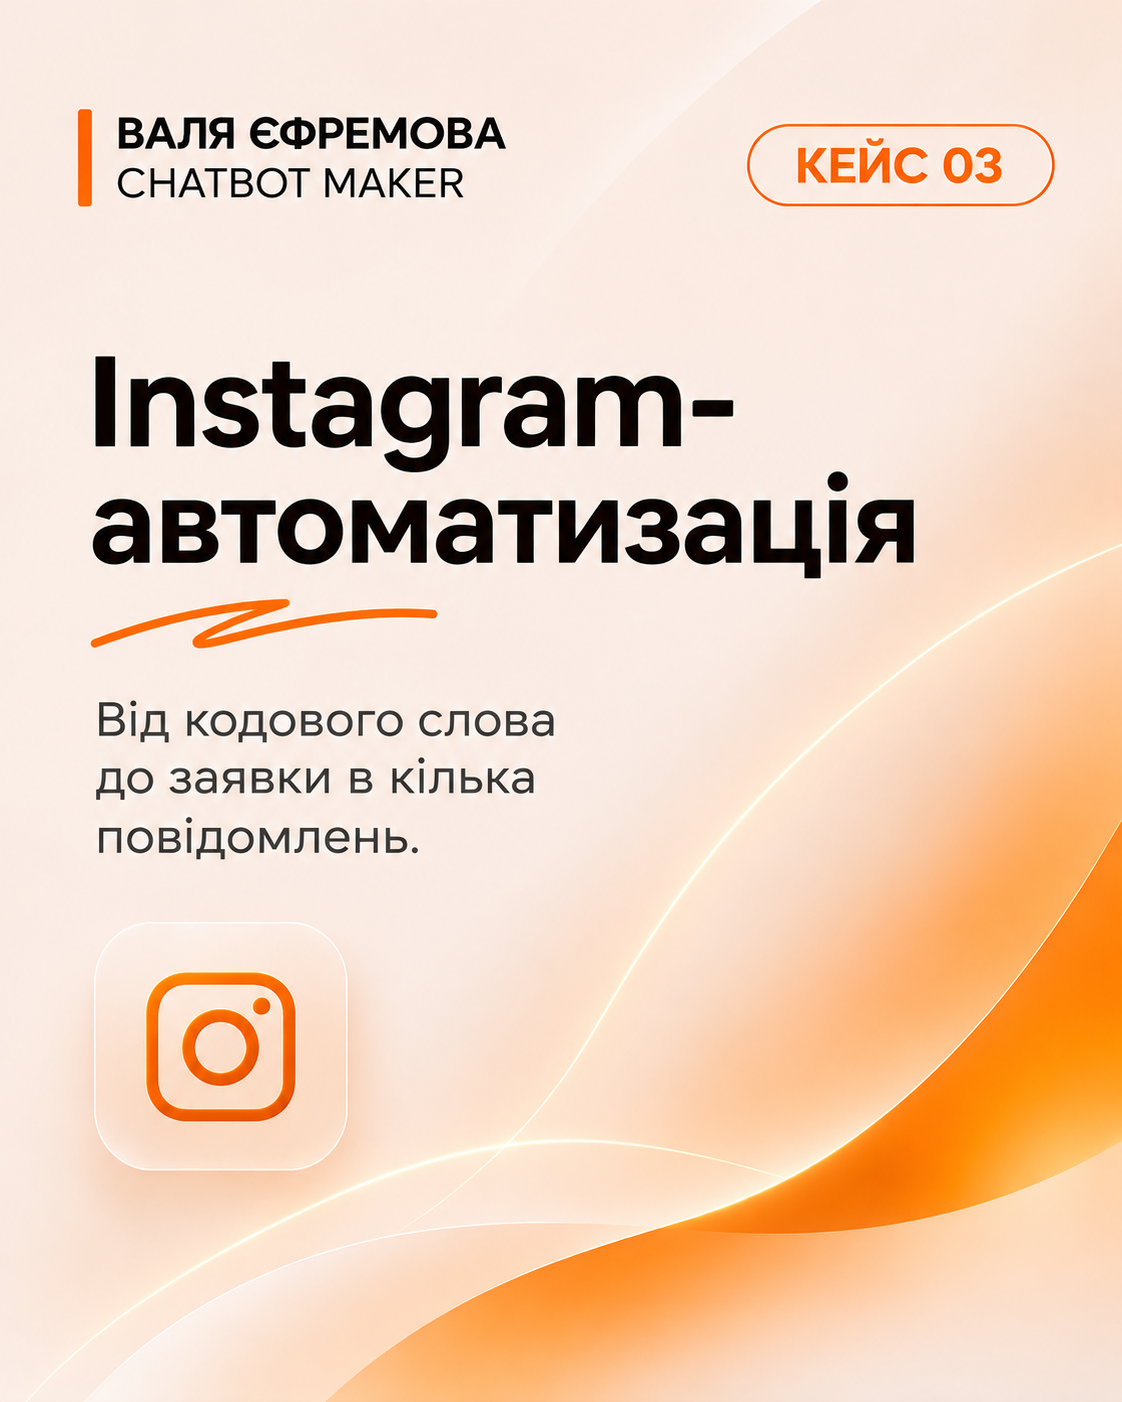 ВАЛЯ ЄФРЕМОВА
CHATBOT MAKER
КЕЙС 03
Instagram-
автоматизація
Від кодового слова
до заявки в кілька
повідомлень.